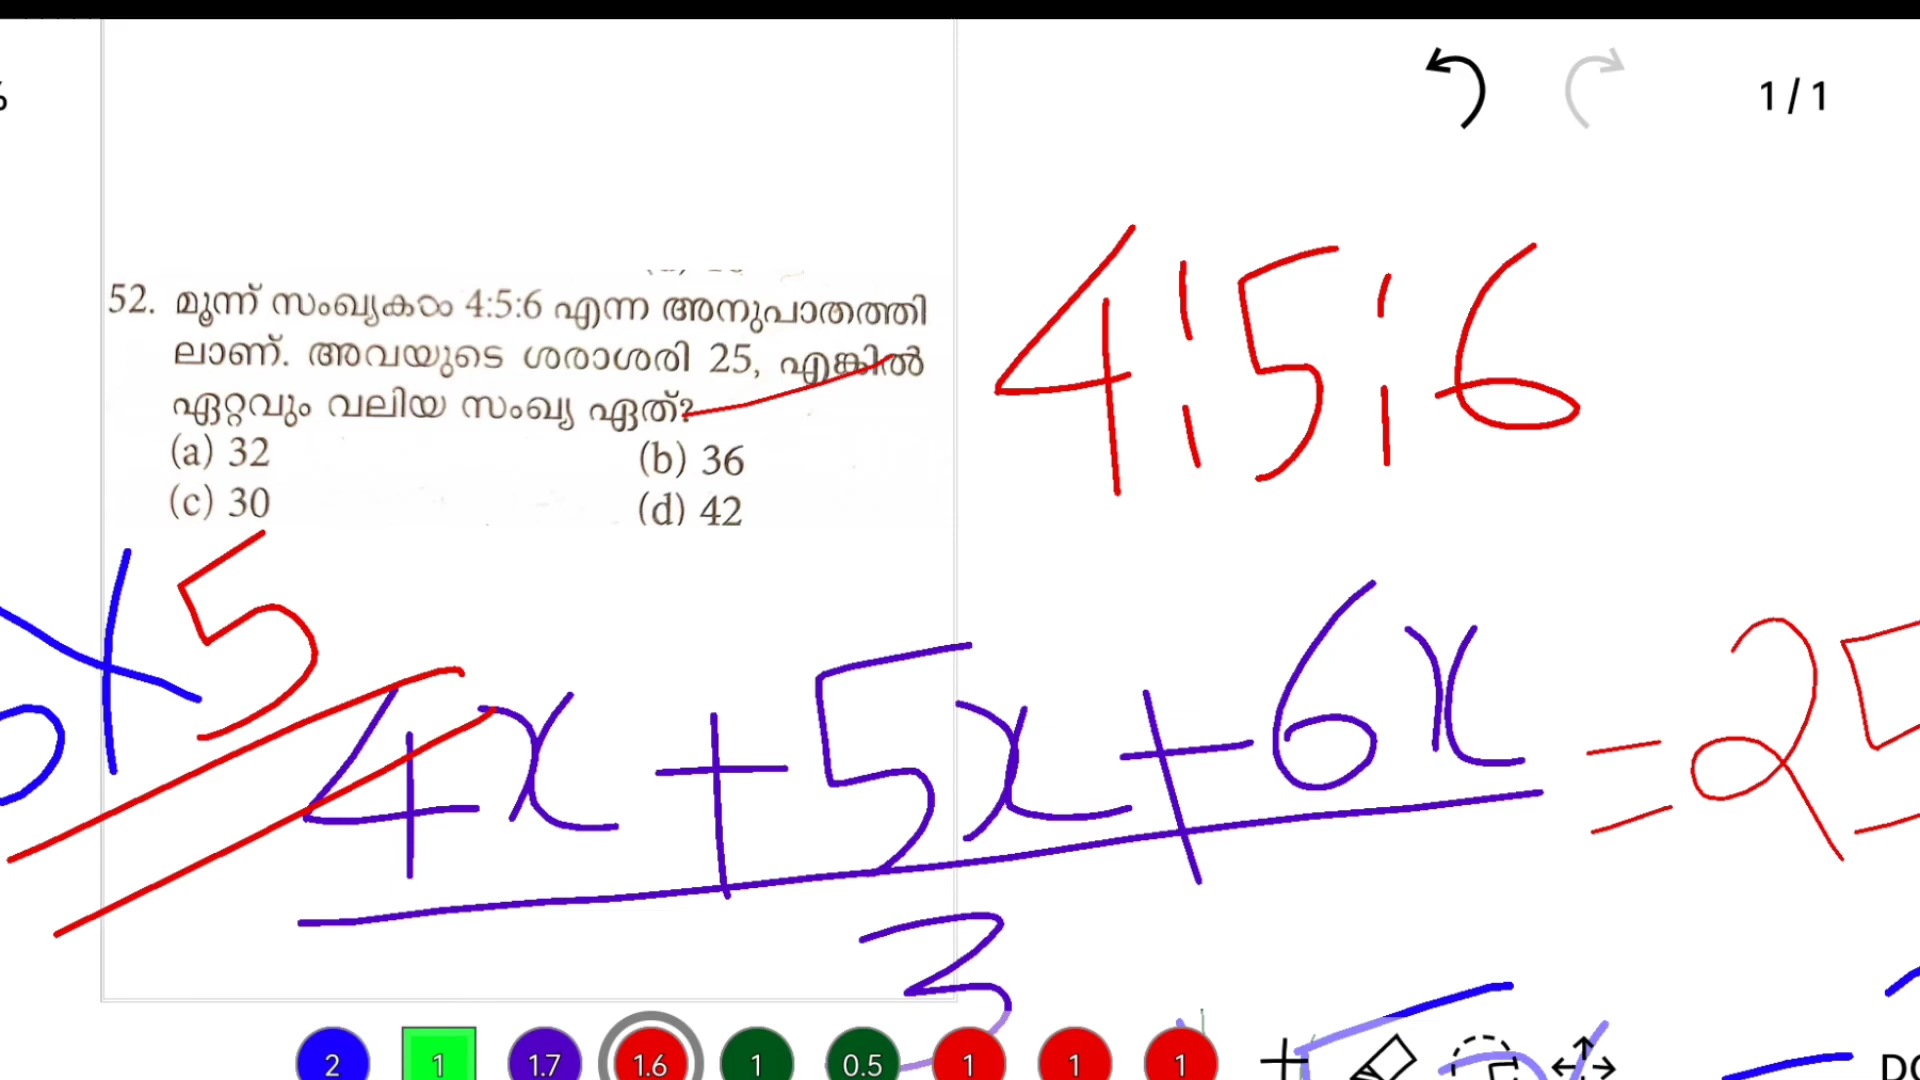 1 / 1
4:5:6
52. മൂന്ന് സംഖ്യകൾ 4:5:6 എന്ന അനുപാതത്തി
ലാണ്. അവയുടെ ശരാശരി 25, എങ്കിൽ
ഏറ്റവും വലിയ സംഖ്യ ഏത്?
(a) 32 (b) 36
(c) 30 (d) 42
5
4x + 5x + 6x = 25
3
2 1 1.7 1.6 1 0.5 1 1 1